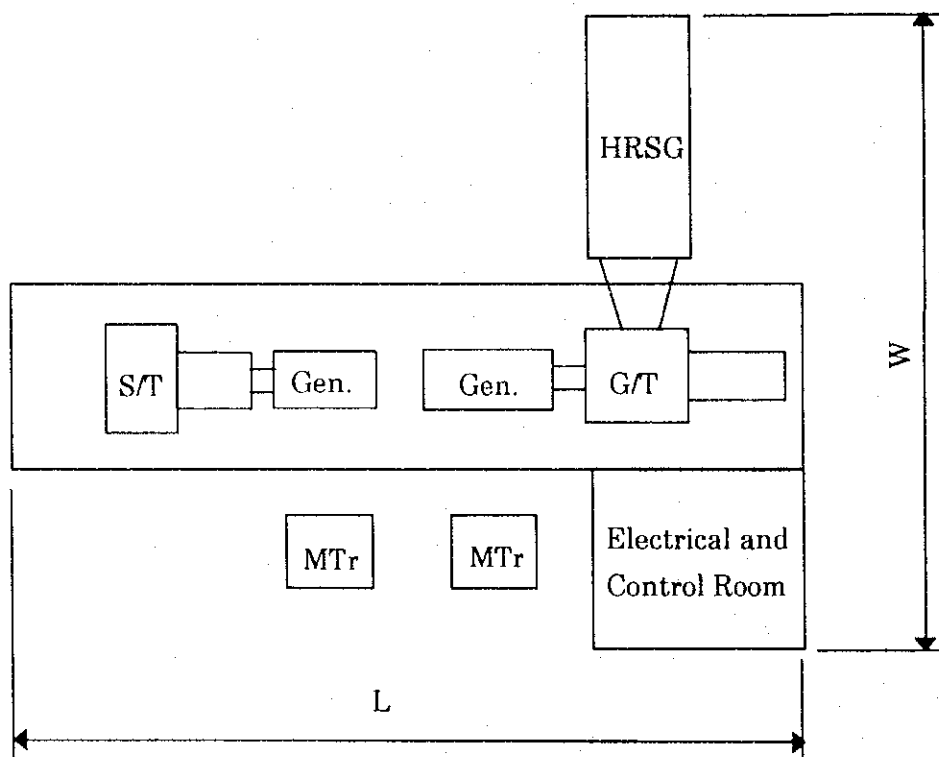 HRSG
W
S/T
Gen.
Gen.
G/T
MTr
MTr
Electrical and
Control Room
L